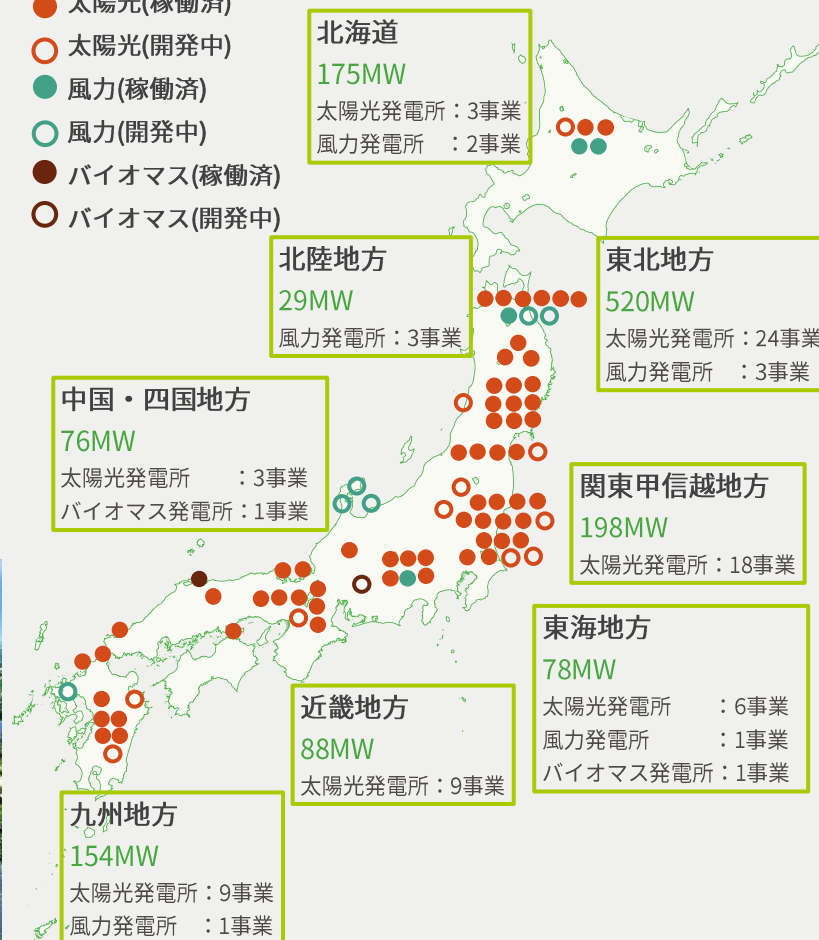 太陽光(稼働済)
太陽光(開発中)
風力(稼働済)
風力(開発中)
バイオマス(稼働済)
バイオマス(開発中)
北海道
175MW
太陽光発電所：3事業
風力発電所　：2事業
北陸地方
29MW
風力発電所：3事業
東北地方
520MW
太陽光発電所：24事業
風力発電所　：3事業
中国・四国地方
76MW
太陽光発電所　　：3事業
バイオマス発電所：1事業
関東甲信越地方
198MW
太陽光発電所：18事業
東海地方
78MW
太陽光発電所　　：6事業
風力発電所　　　：1事業
バイオマス発電所：1事業
近畿地方
88MW
太陽光発電所：9事業
九州地方
154MW
太陽光発電所：9事業
風力発電所　：1事業